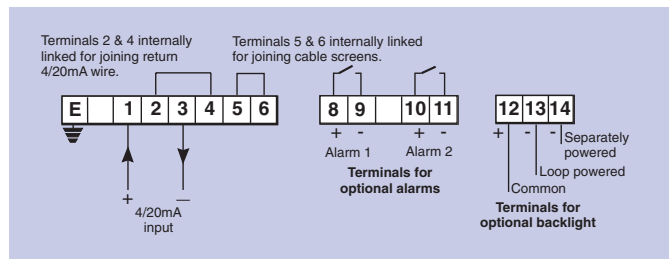 Terminals 2 & 4 internally
linked for joining return
4/20mA wire.
Terminals 5 & 6 internally linked
for joining cable screens.
E 1 2 3 4 5 6
8 9 10 11
12 13 14
+ - + -
+ - -
Alarm 1 Alarm 2
Terminals for
optional alarms
Separately
powered
Loop powered
Common
Terminals for
optional backlight
+ —
4/20mA
input